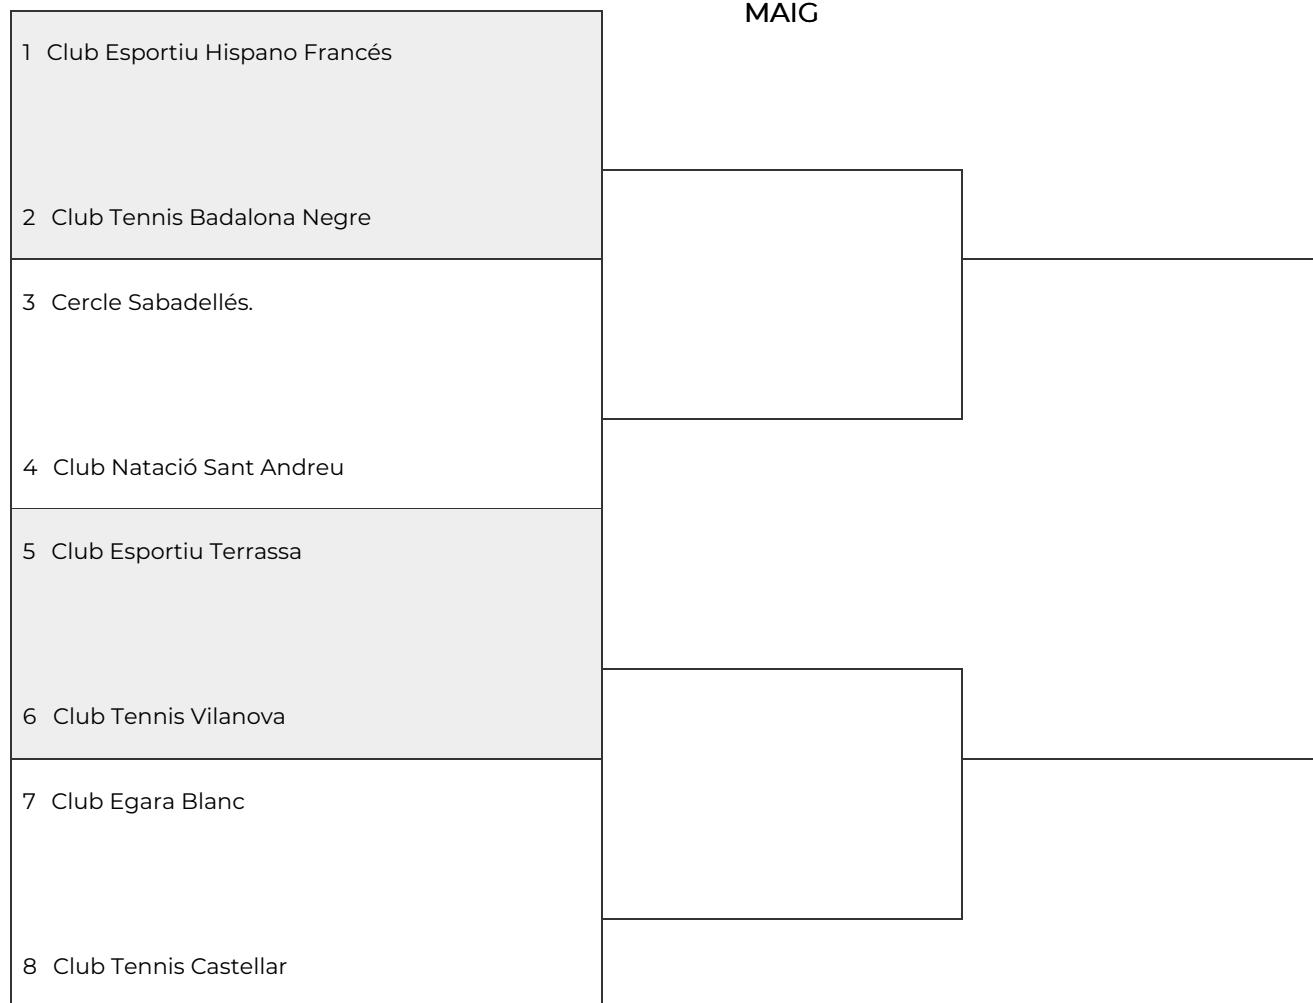 MAIG
1 Club Esportiu Hispano Francés
2 Club Tennis Badalona Negre
3 Cercle Sabadellés.
4 Club Natació Sant Andreu
5 Club Esportiu Terrassa
6 Club Tennis Vilanova
7 Club Egara Blanc
8 Club Tennis Castellar